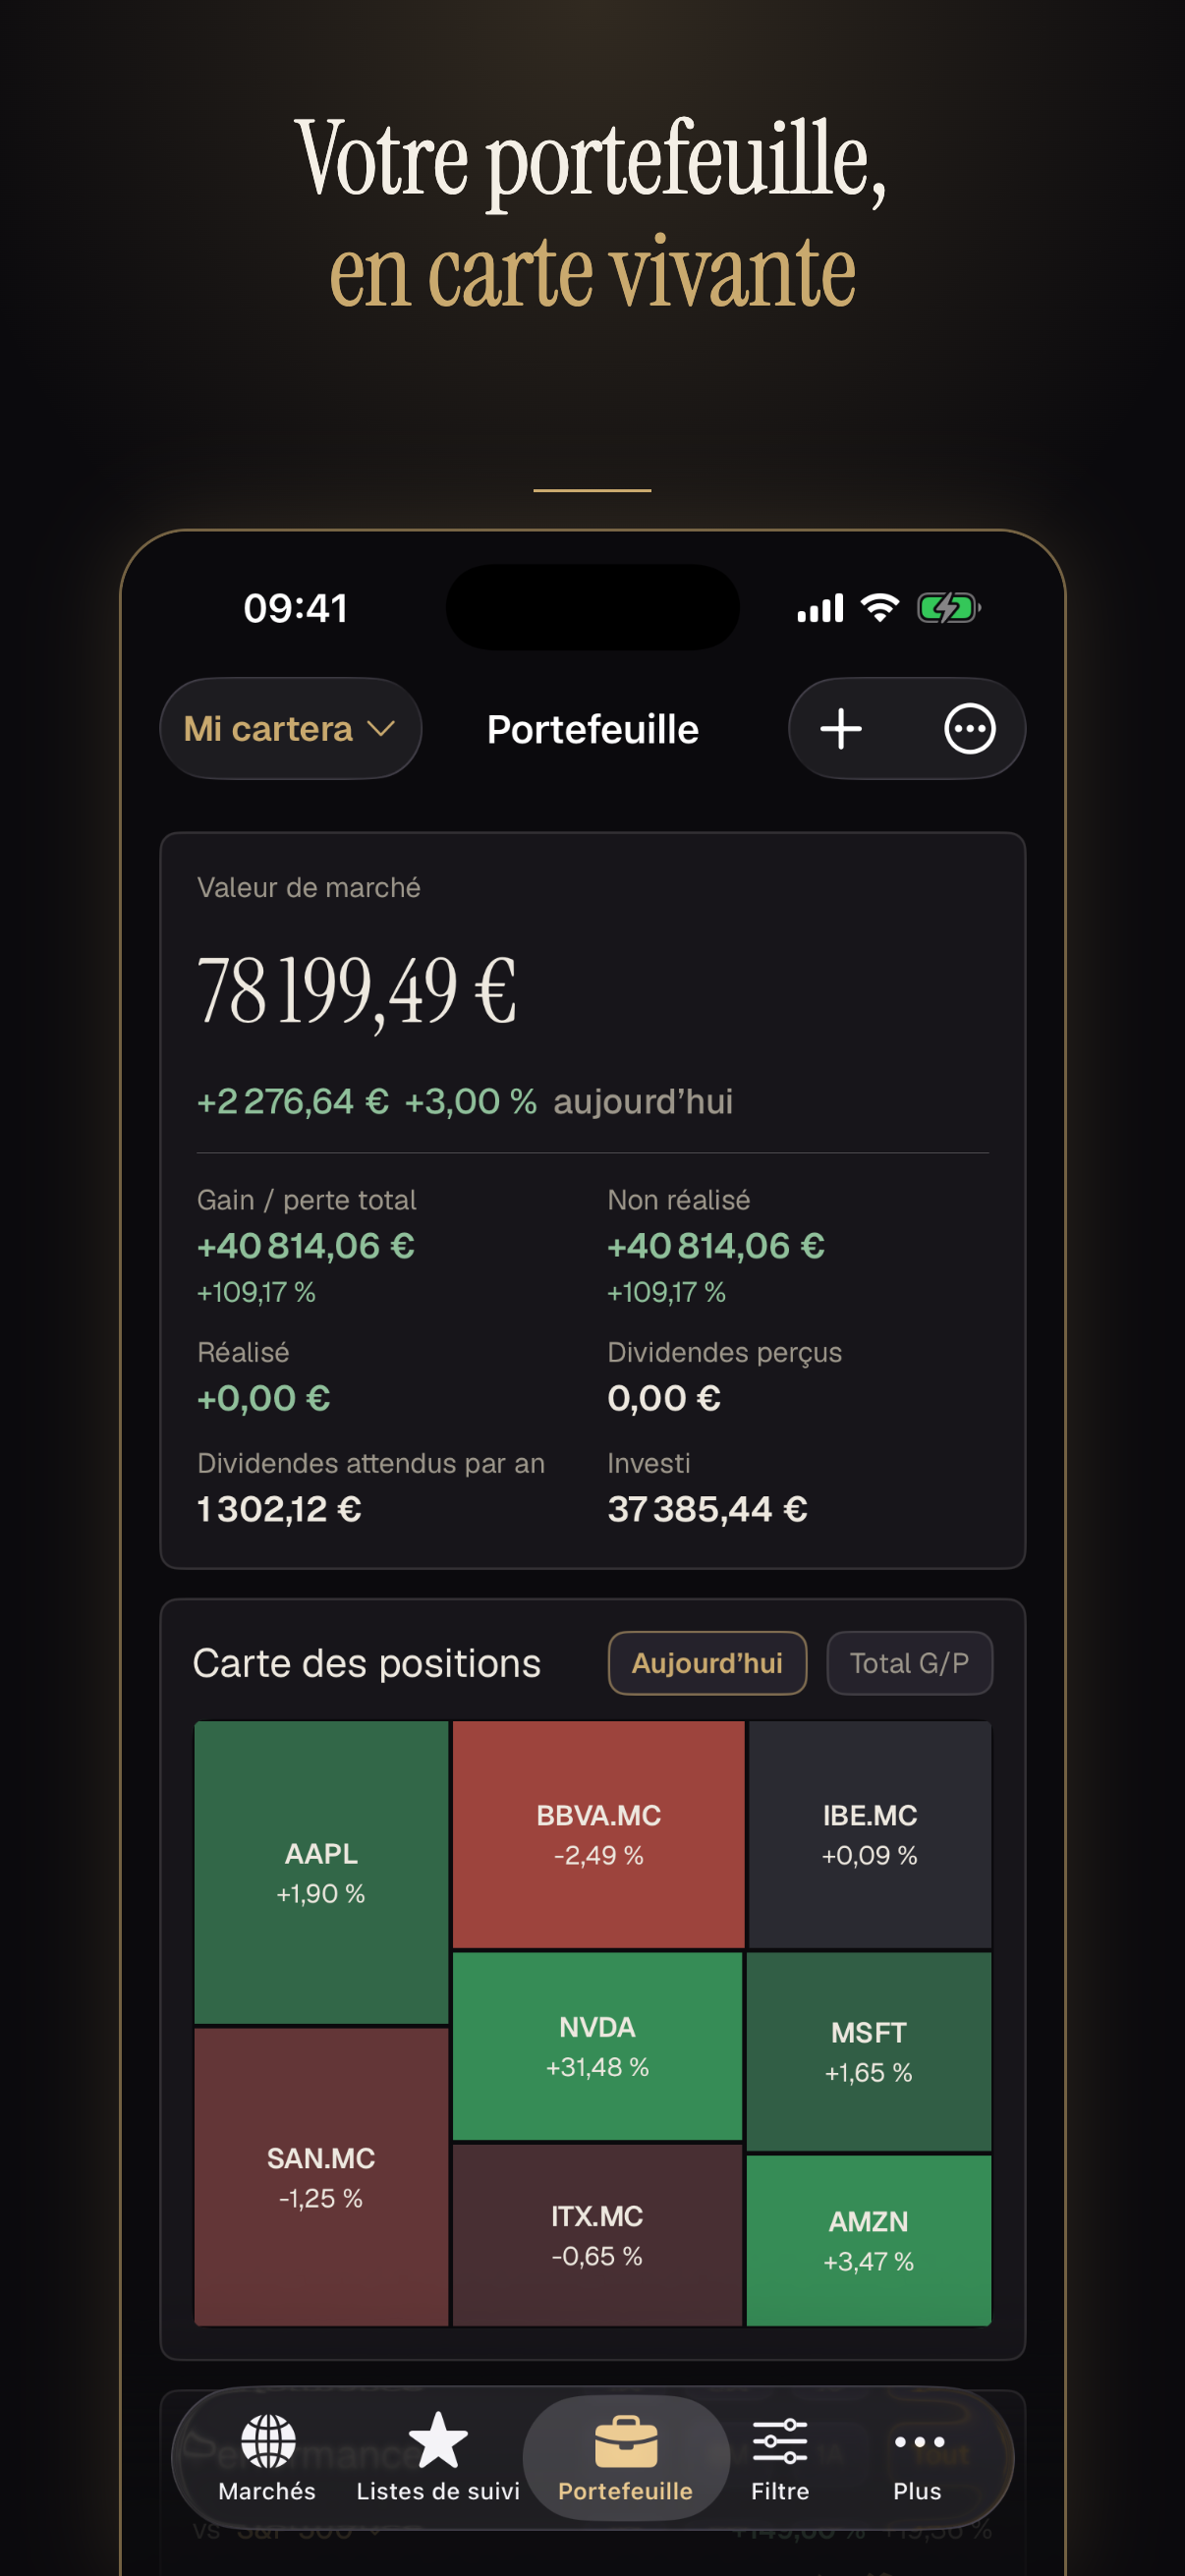 Votre portefeuille,
en carte vivante
09:41
Mi cartera
Portefeuille
Valeur de marché
78 199,49 €
+2 276,64 € +3,00 % aujourd’hui
Gain / perte total
+40 814,06 €
+109,17 %
Non réalisé
+40 814,06 €
+109,17 %
Réalisé
+0,00 €
Dividendes perçus
0,00 €
Dividendes attendus par an
1 302,12 €
Investi
37 385,44 €
Carte des positions
Aujourd’hui
Total G/P
AAPL
+1,90 %
BBVA.MC
-2,49 %
IBE.MC
+0,09 %
NVDA
+31,48 %
MSFT
+1,65 %
SAN.MC
-1,25 %
ITX.MC
-0,65 %
AMZN
+3,47 %
Marchés
Listes de suivi
Portefeuille
Filtre
Plus